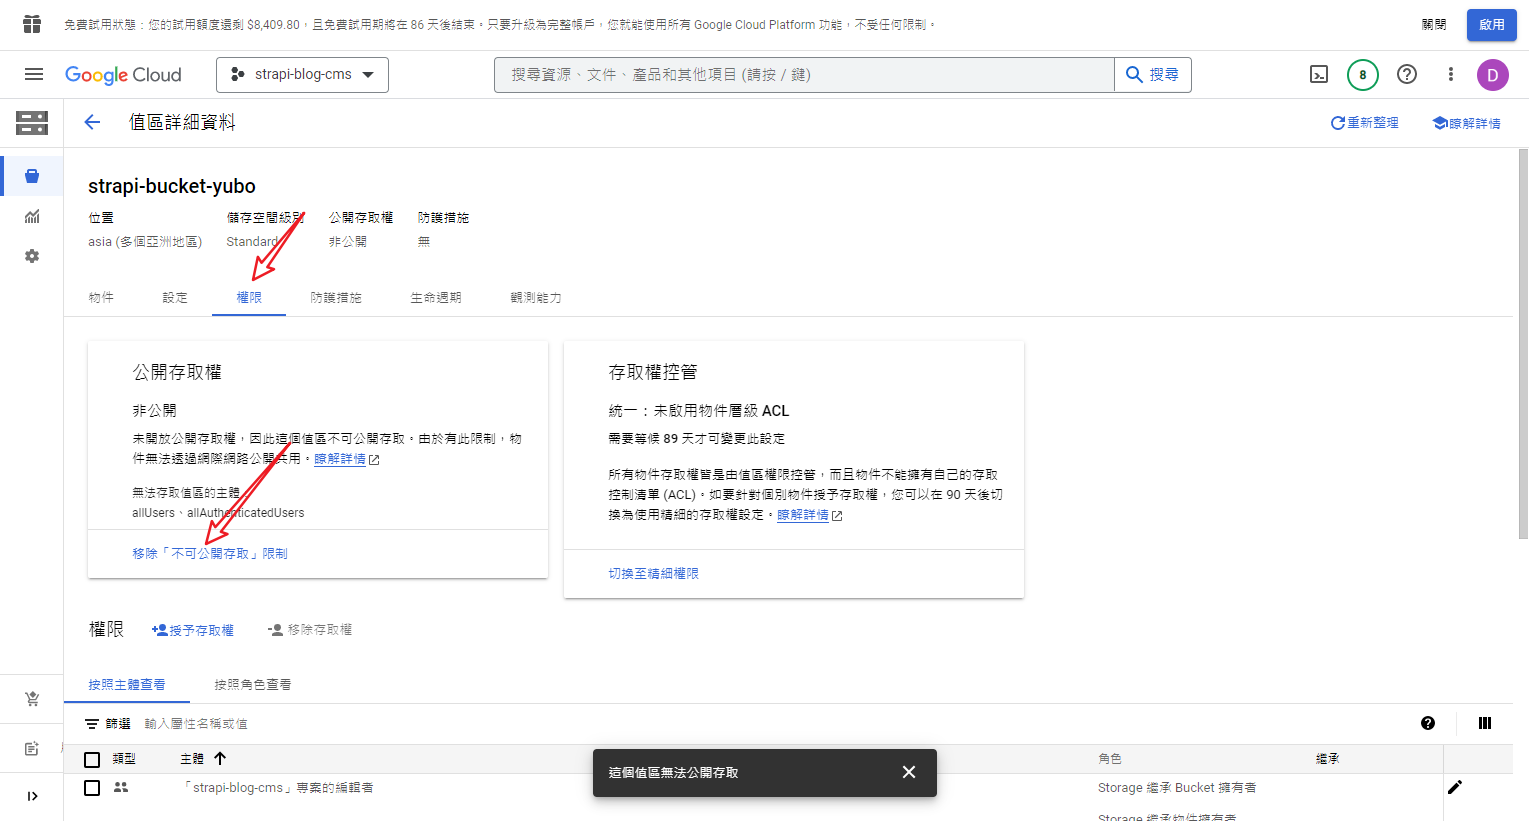 免費試用狀態：您的試用額度還剩 $8,409.80，且免費試用期將在 86 天後結束。只要升級為完整帳戶，您就能使用所有 Google Cloud Platform 功能，不受任何限制。
關閉
啟用
Google Cloud
strapi-blog-cms
搜尋資源、文件、產品和其他項目 (請按 / 鍵)
搜尋
8
D
值區詳細資料
重新整理
瞭解詳情
strapi-bucket-yubo
位置 儲存空間級別 公開存取權 防護措施
asia (多個亞洲地區) Standard 非公開 無
物件 設定 權限 防護措施 生命週期 觀測能力
公開存取權
非公開
未開放公開存取權，因此這個值區不可公開存取。由於有此限制，物
件無法透過網際網路公開共用。瞭解詳情
無法存取值區的主體
allUsers、allAuthenticatedUsers
移除「不可公開存取」限制
存取權控管
統一：未啟用物件層級 ACL
需要等候 89 天才可變更此設定
所有物件存取權皆是由值區權限控管，而且物件不能擁有自己的存取
控制清單 (ACL)。如要針對個別物件授予存取權，您可以在 90 天後切
換為使用精細的存取權設定。瞭解詳情
切換至精細權限
權限 授予存取權 移除存取權
按照主體查看 按照角色查看
篩選 輸入屬性名稱或值
類型 主體 角色 繼承
「strapi-blog-cms」專案的編輯者 Storage 繼承 Bucket 擁有者
Storage 繼承物件擁有者
這個值區無法公開存取